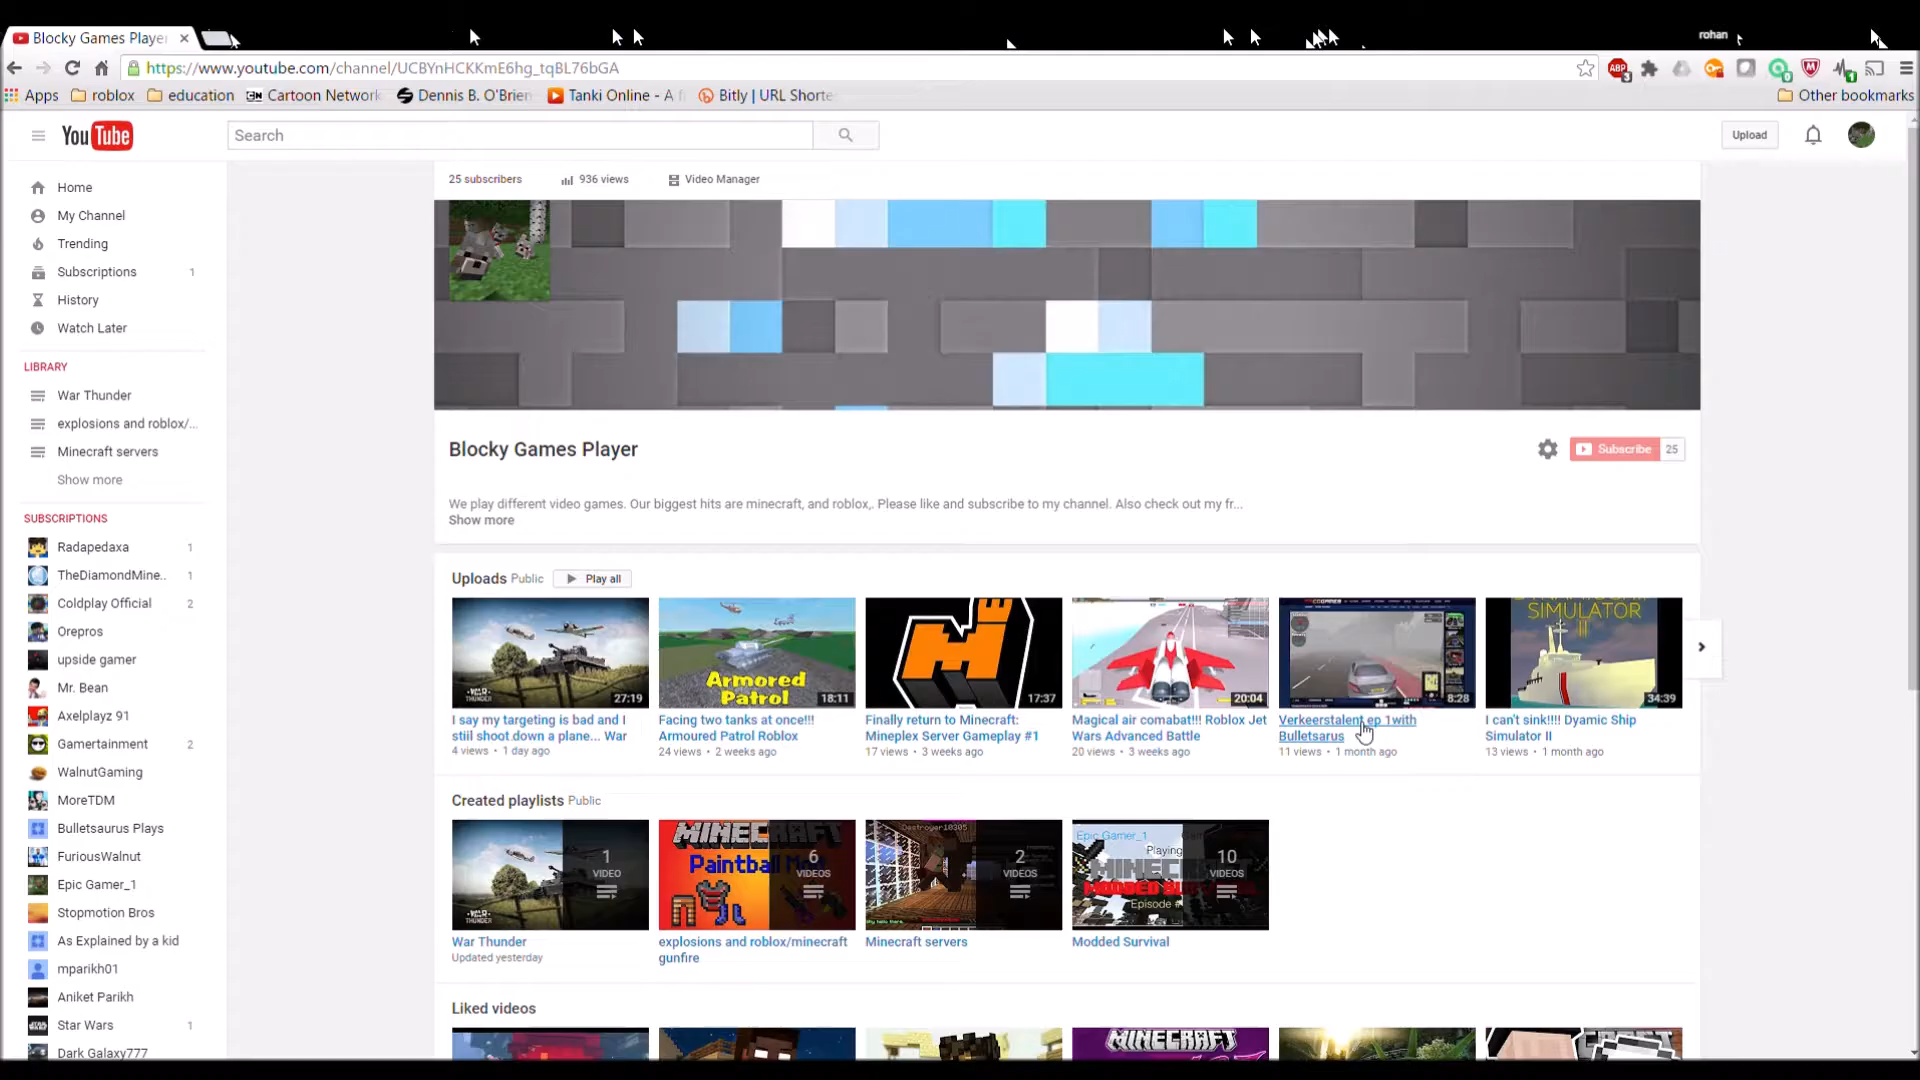 Blocky Games Playe
rohan
https://www.youtube.com/channel/UCBYnHCKKmE6hg_tqBL76bGA
ABP
3
0
1
Apps
roblox
education
Cartoon Network
Dennis B. O'Brien
Tanki Online - A f
Bitly | URL Shorte
Other bookmarks
YouTube
Search
Upload
Home
My Channel
Trending
Subscriptions 1
History
Watch Later
LIBRARY
War Thunder
explosions and roblox/...
Minecraft servers
Show more
SUBSCRIPTIONS
Radapedaxa 1
TheDiamondMine.. 1
Coldplay Official 2
Orepros
upside gamer
Mr. Bean
Axelplayz 91
Gamertainment 2
WalnutGaming
MoreTDM
Bulletsaurus Plays
FuriousWalnut
Epic Gamer_1
Stopmotion Bros
As Explained by a kid
mparikh01
Aniket Parikh
Star Wars 1
Dark Galaxy777
25 subscribers
936 views
Video Manager
Blocky Games Player
Subscribe 25
We play different video games. Our biggest hits are minecraft, and roblox,. Please like and subscribe to my channel. Also check out my fr...
Show more
Uploads Public
Play all
WAR THUNDER
27:19
I say my targeting is bad and I
stiil shoot down a plane... War
4 views • 1 day ago
Armored
Patrol
18:11
Facing two tanks at once!!!
Armoured Patrol Roblox
24 views • 2 weeks ago
17:37
Finally return to Minecraft:
Mineplex Server Gameplay #1
17 views • 3 weeks ago
20:04
Magical air comabat!!! Roblox Jet
Wars Advanced Battle
20 views • 3 weeks ago
8:28
Verkeerstalent ep 1with
Bulletsarus
11 views • 1 month ago
SIMULATOR
II
34:39
I can't sink!!!! Dyamic Ship
Simulator II
13 views • 1 month ago
Created playlists Public
1
VIDEO
War Thunder
Updated yesterday
MINECRAFT
Paintball
6
VIDEOS
explosions and roblox/minecraft
gunfire
Destroyer10305
2
VIDEOS
Minecraft servers
Epic Gamer_1
Playing
MINECRAFT
Episode #
10
VIDEOS
Modded Survival
Liked videos
MINECRAFT